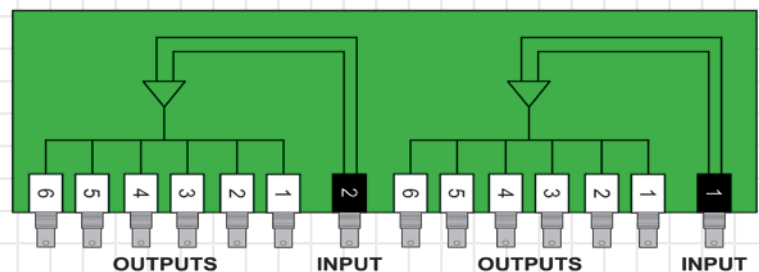 6 5 4 3 2 1 2 6 5 4 3 2 1 1
OUTPUTS INPUT OUTPUTS INPUT